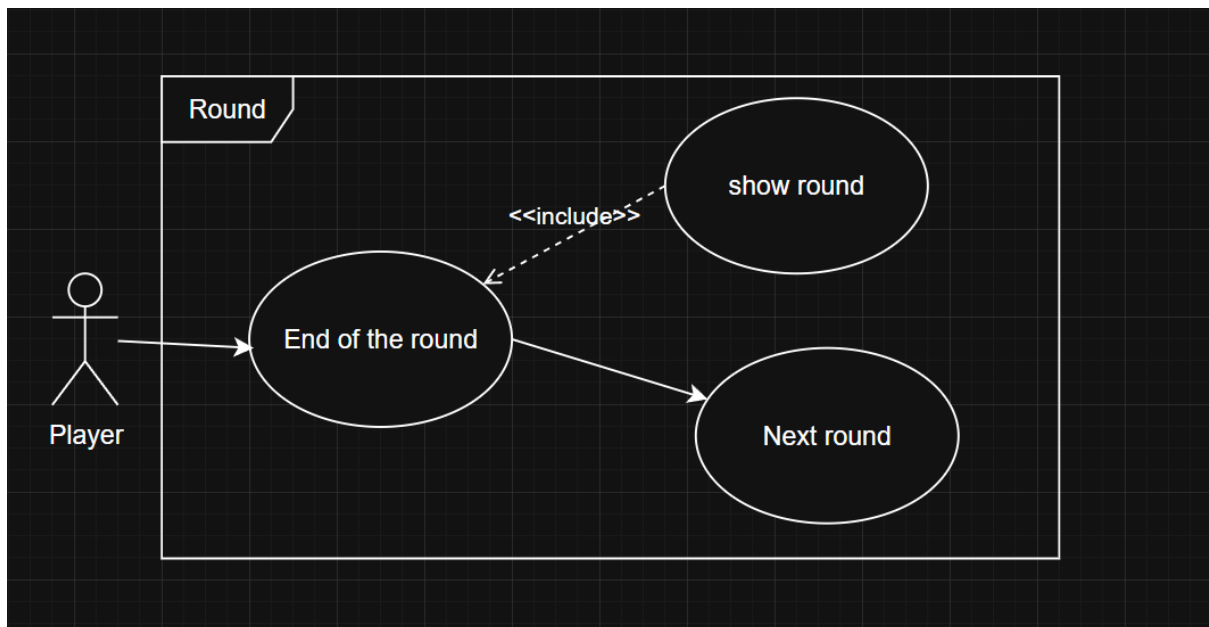 Round
show round
<<include>>
End of the round
Player
Next round